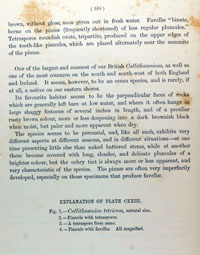 ( 108 )
brown, without gloss, soon given out in fresh water. Favellæ binate,
borne on the pinnæ (frequently shortened) of less regular plumules.
Tetraspores roundish ovate, tripartite, produced on the upper edges of
the tooth-like pinnules, which are placed alternately near the summits
of the pinnæ.
One of the largest and coarsest of our British Callithamnions, as well as
one of the most common on the south and south-west of both England
and Ireland. It seems, however, to be an ocean species, and is rarely, if
at all, a native on our eastern shores.
Its favourite habitat seems to be the perpendicular faces of rocks
which are generally left bare at low water, and where it often hangs in
large shaggy festoons of several inches in length, and of a peculiar
rusty brown colour, more or less deepening into a dark brownish black
when moist, but paler and more apparent when dry.
The species seems to be perennial, and, like all such, exhibits very
different aspects at different seasons, and in different situations—at one
time presenting little else than naked buttered stems, while at another
these become covered with long, slender, and delicate plumules of a
brighter colour, but the ashy tint is always more or less apparent, and
very characteristic of the species. The pinnæ are often very imperfectly
developed, especially on those specimens that produce favellæ.
EXPLANATION OF PLATE CXXIII.
Fig. 1.—Callithamnion tetricum, natural size.
2.—Pinnule with tetraspores.
3.—A tetraspore from same.
4.—Pinnule with favellæ. All magnified.